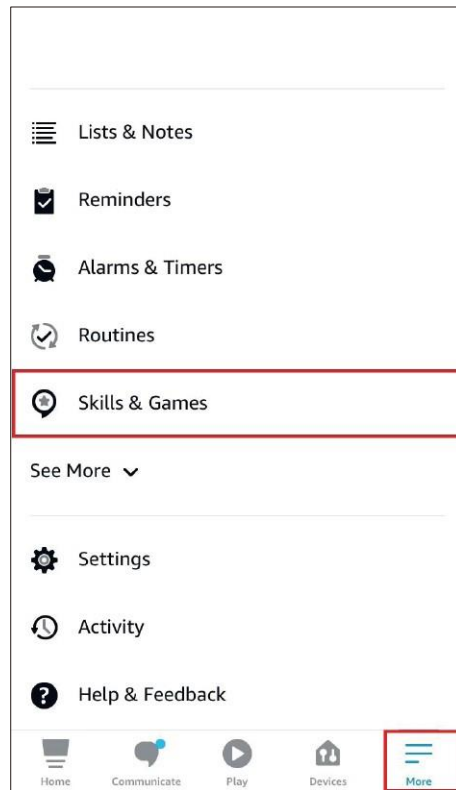 Lists & Notes
Reminders
Alarms & Timers
Routines
Skills & Games
See More
Settings
Activity
? Help & Feedback
Home Communicate Play Devices More